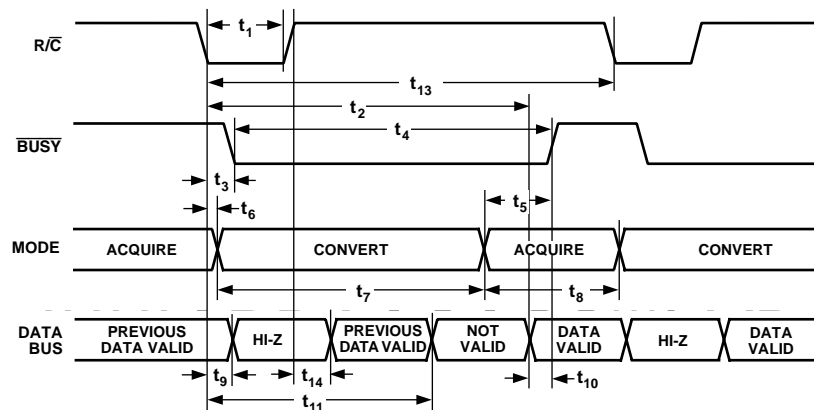 R/C̅ t1
t13
t2
B̅U̅S̅Y̅ t4
t3 t5
t6
MODE ACQUIRE CONVERT ACQUIRE CONVERT
t7 t8
DATA BUS PREVIOUS DATA VALID HI-Z PREVIOUS DATA VALID NOT VALID DATA VALID HI-Z DATA VALID
t9 t14 t10
t11